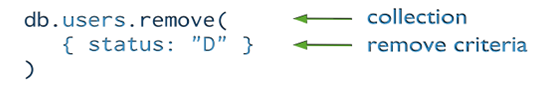 db.users.remove( collection
{ status: "D" } remove criteria
)